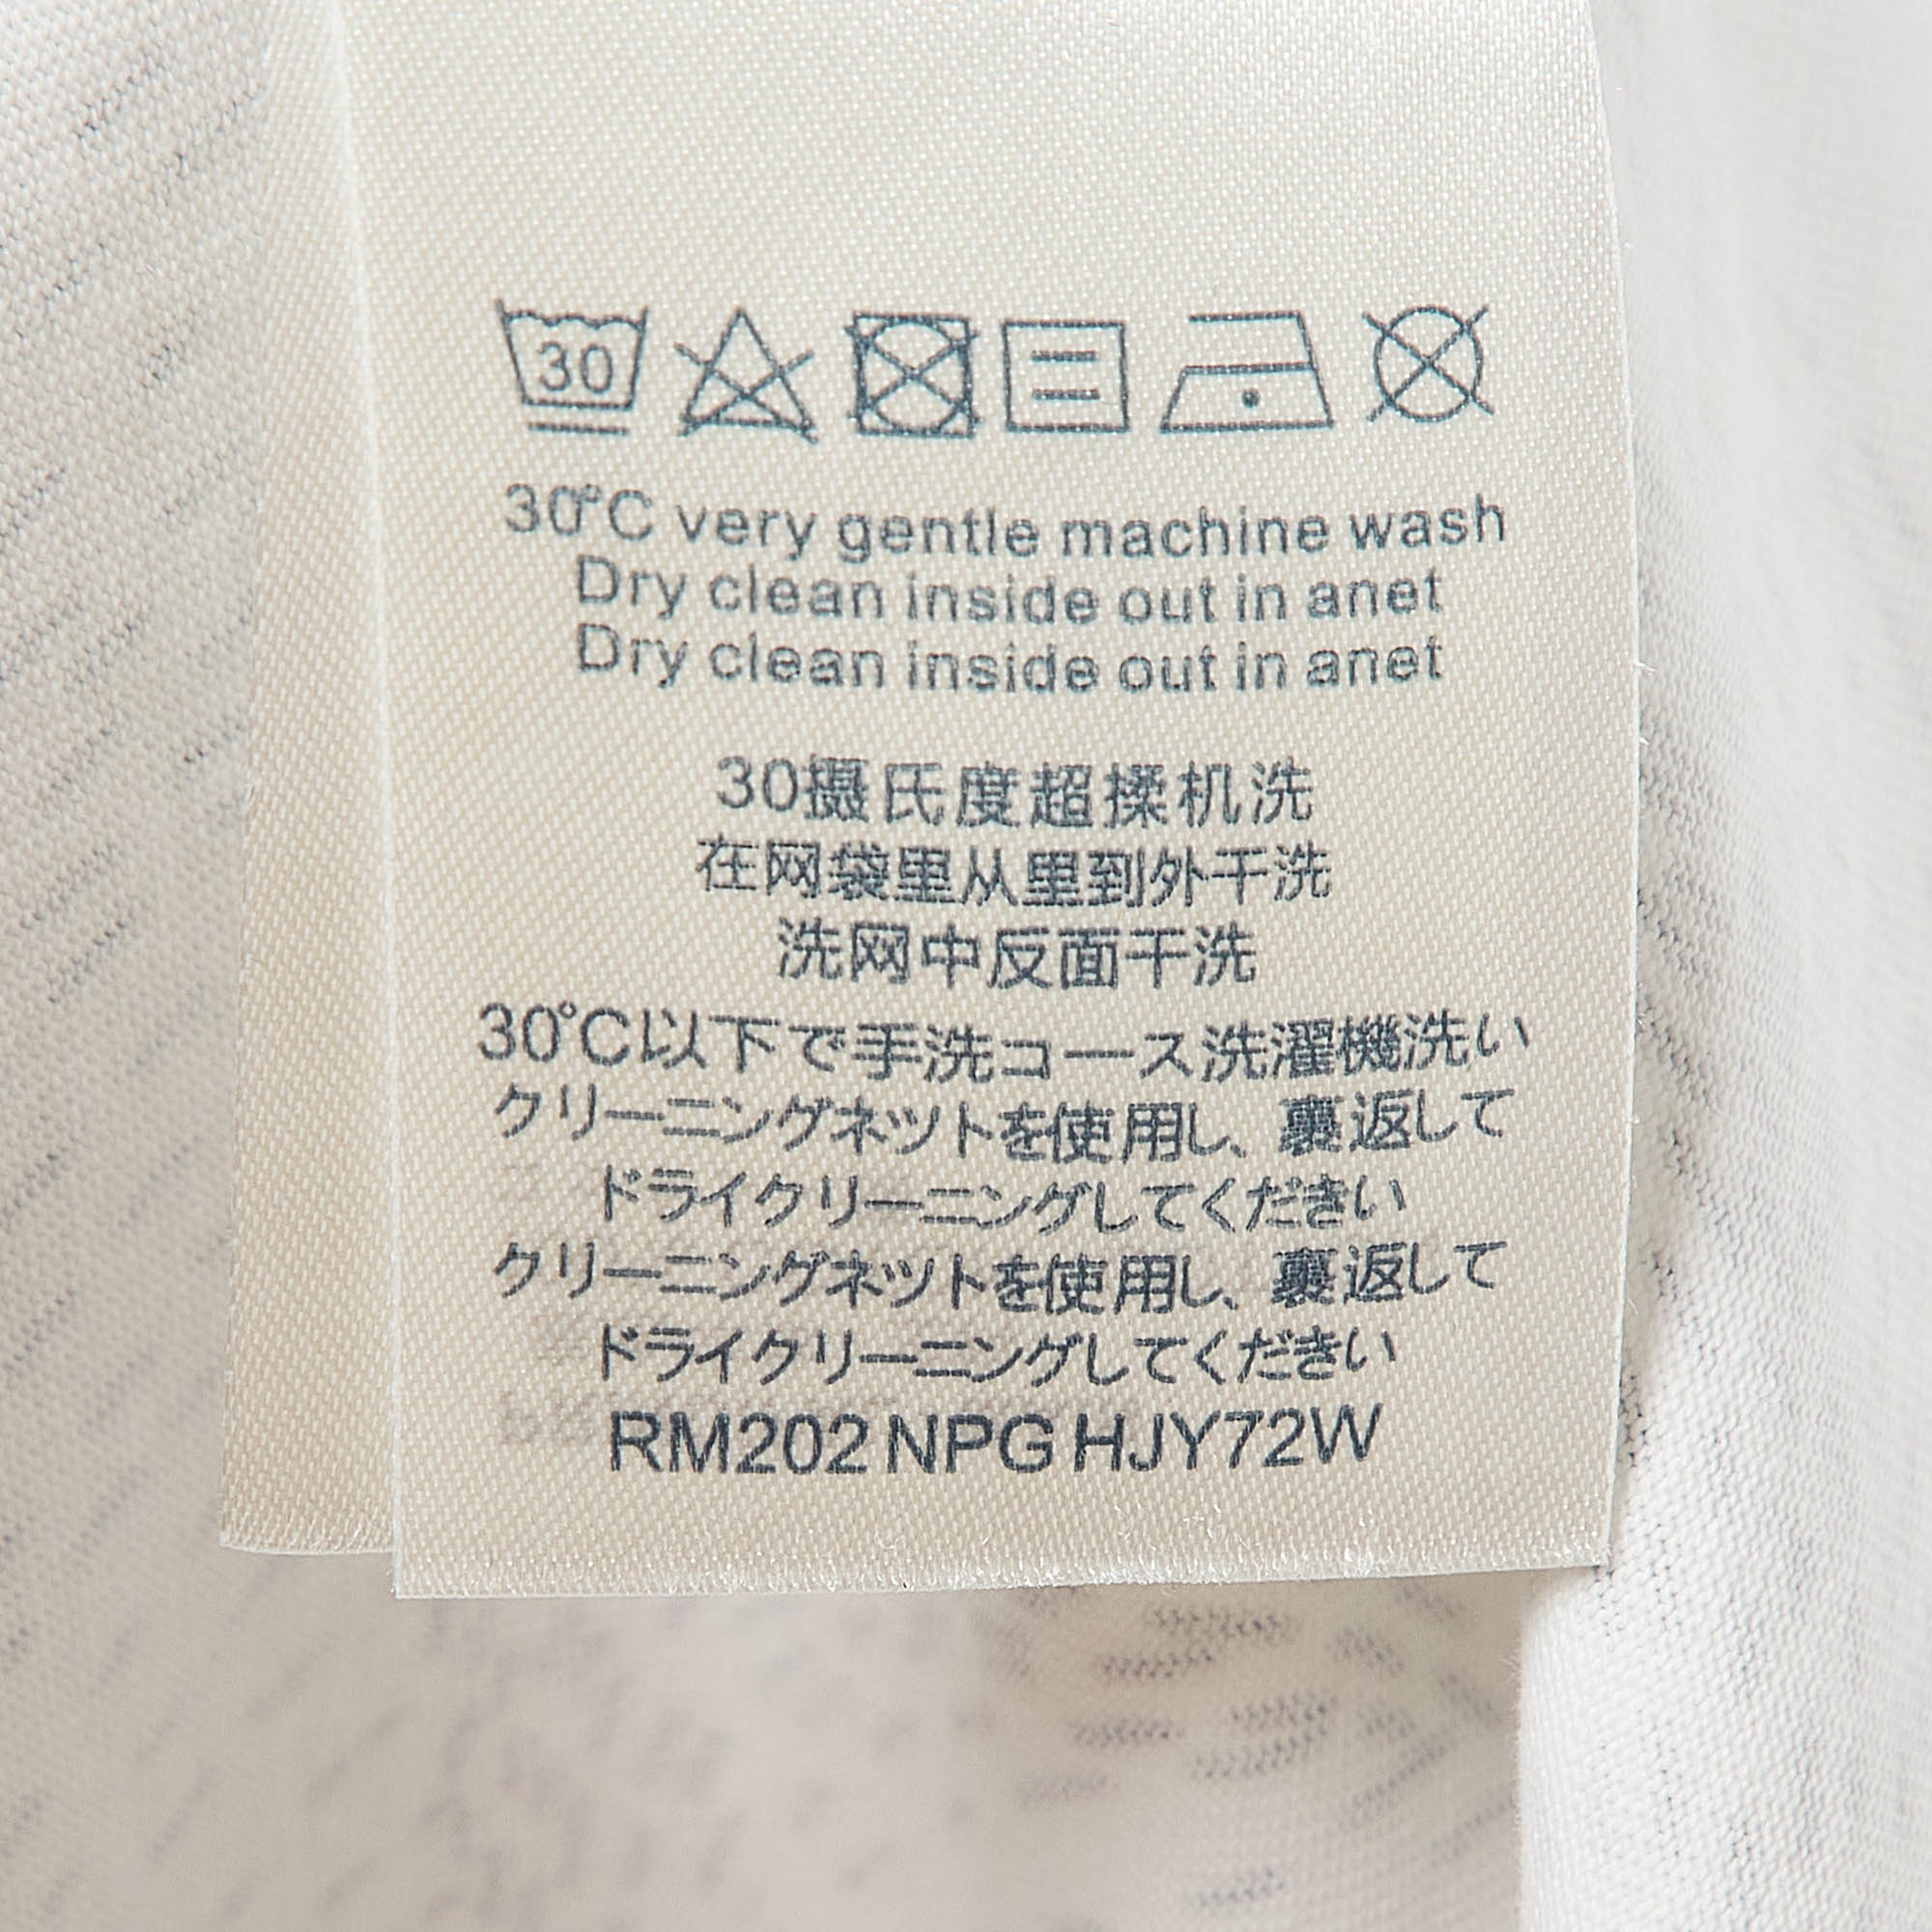 30
30°C very gentle machine wash
Dry clean inside out in anet
Dry clean inside out in anet
30摄氏度超揉机洗
在网袋里从里到外干洗
洗网中反面干洗
30℃以下で手洗コース洗濯機洗い
クリーニングネットを使用し、裏返して
ドライクリーニングしてください
クリーニングネットを使用し、裏返して
ドライクリーニングしてください
RM202 NPG HJY72W